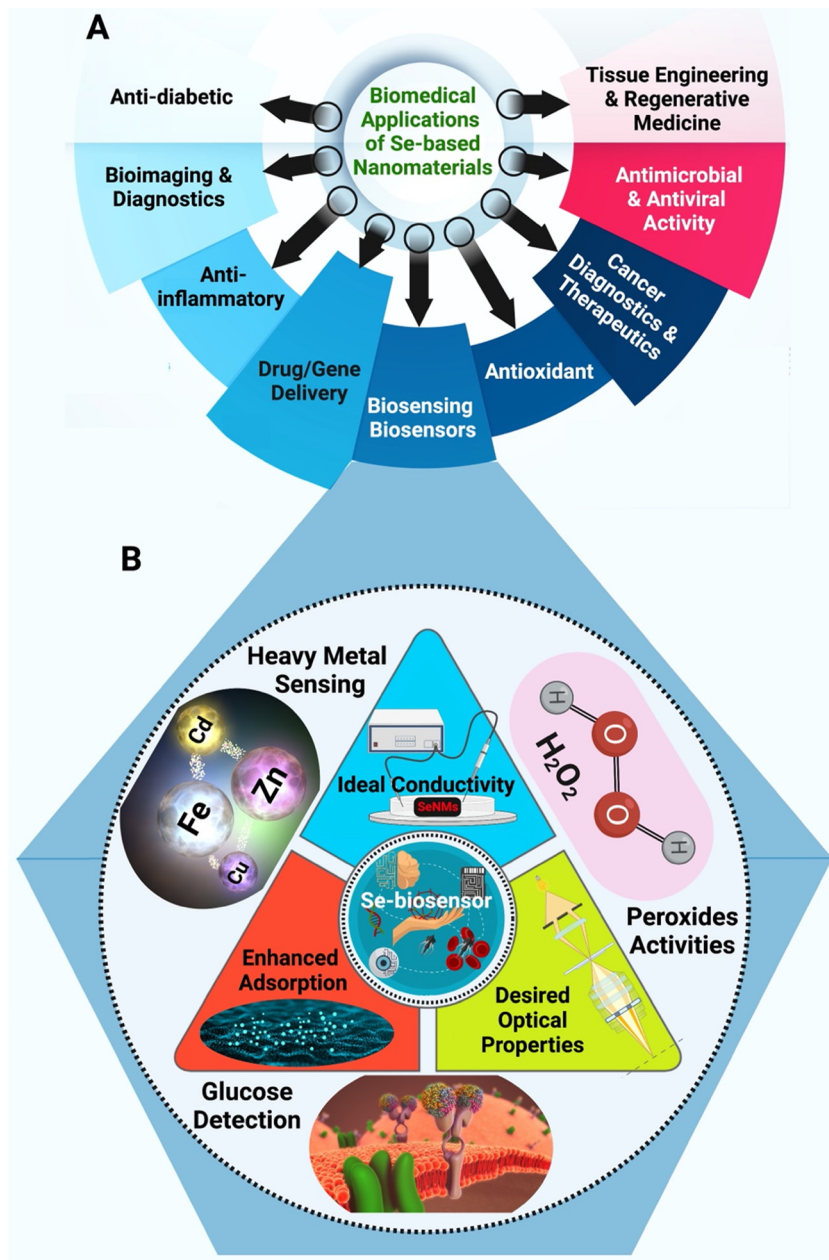 A
Biomedical
Applications
of Se-based
Nanomaterials
Anti-diabetic
Bioimaging &
Diagnostics
Anti-
inflammatory
Drug/Gene
Delivery
Biosensing
Biosensors
Antioxidant
Cancer
Diagnostics &
Therapeutics
Antimicrobial
& Antiviral
Activity
Tissue Engineering
& Regenerative
Medicine
B
Heavy Metal
Sensing
Cd
Zn
Fe
Cu
Ideal Conductivity
SeNMs
H
O
H₂O₂
O
H
Peroxides
Activities
Se-biosensor
Enhanced
Adsorption
Desired
Optical
Properties
Glucose
Detection